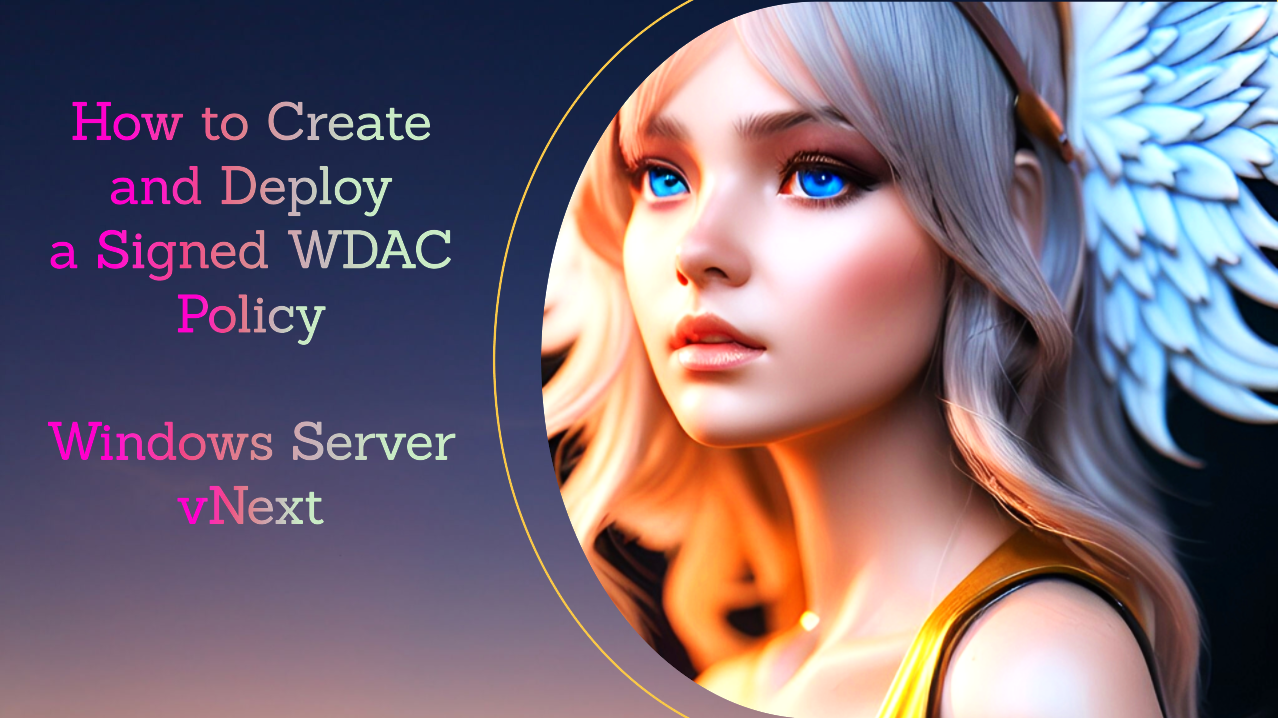 How to Create
and Deploy
a Signed WDAC
Policy
Windows Server
vNext